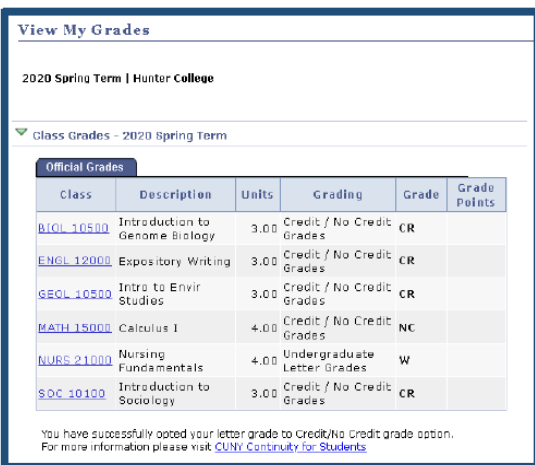 View My Grades
2020 Spring Term | Hunter College
Class Grades - 2020 Spring Term
Official Grades
Class Description Units Grading Grade Grade Points
BIOL 10500 Introduction to Genome Biology 3.00 Credit / No Credit Grades CR
ENGL 12000 Expository Writing 3.00 Credit / No Credit Grades CR
GEOL 10500 Intro to Envir Studies 3.00 Credit / No Credit Grades CR
MATH 15000 Calculus I 4.00 Credit / No Credit Grades NC
NURS 21000 Nursing Fundamentals 4.00 Undergraduate Letter Grades W
SOC 10100 Introduction to Sociology 3.00 Credit / No Credit Grades CR
You have successfully opted your letter grade to Credit/No Credit grade option.
For more information please visit CUNY Continuity for Students